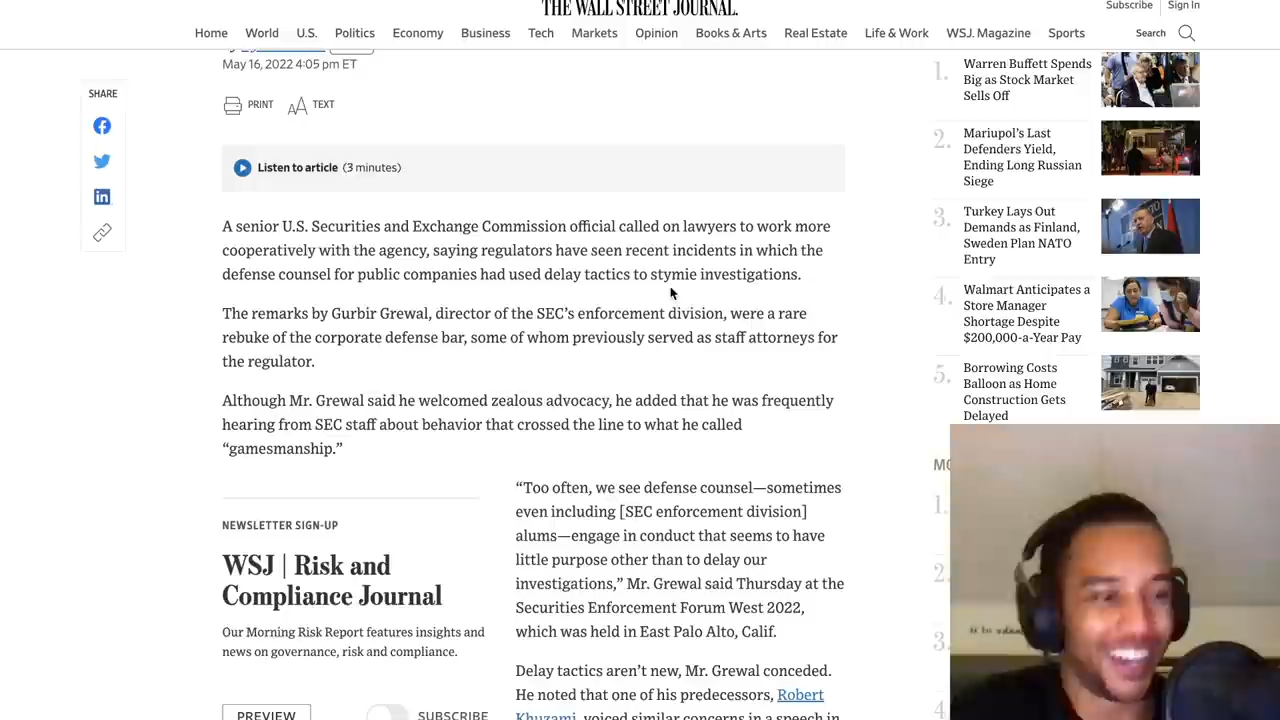 THE WALL STREET JOURNAL.
Subscribe
Sign In
Home World U.S. Politics Economy Business Tech Markets Opinion Books & Arts Real Estate Life & Work WSJ. Magazine Sports
Search
May 16, 2022 4:05 pm ET
SHARE
PRINT
AA TEXT
Listen to article (3 minutes)
A senior U.S. Securities and Exchange Commission official called on lawyers to work more
cooperatively with the agency, saying regulators have seen recent incidents in which the
defense counsel for public companies had used delay tactics to stymie investigations.
The remarks by Gurbir Grewal, director of the SEC’s enforcement division, were a rare
rebuke of the corporate defense bar, some of whom previously served as staff attorneys for
the regulator.
Although Mr. Grewal said he welcomed zealous advocacy, he added that he was frequently
hearing from SEC staff about behavior that crossed the line to what he called
“gamesmanship.”
NEWSLETTER SIGN-UP
WSJ | Risk and
Compliance Journal
Our Morning Risk Report features insights and
news on governance, risk and compliance.
PREVIEW
SUBSCRIBE
“Too often, we see defense counsel—sometimes
even including [SEC enforcement division]
alums—engage in conduct that seems to have
little purpose other than to delay our
investigations,” Mr. Grewal said Thursday at the
Securities Enforcement Forum West 2022,
which was held in East Palo Alto, Calif.
Delay tactics aren’t new, Mr. Grewal conceded.
He noted that one of his predecessors, Robert
Khuzami, voiced similar concerns in a speech in
1.
Warren Buffett Spends
Big as Stock Market
Sells Off
2.
Mariupol’s Last
Defenders Yield,
Ending Long Russian
Siege
3.
Turkey Lays Out
Demands as Finland,
Sweden Plan NATO
Entry
4.
Walmart Anticipates a
Store Manager
Shortage Despite
$200,000-a-Year Pay
5.
Borrowing Costs
Balloon as Home
Construction Gets
Delayed
1.
2.
3.
4.